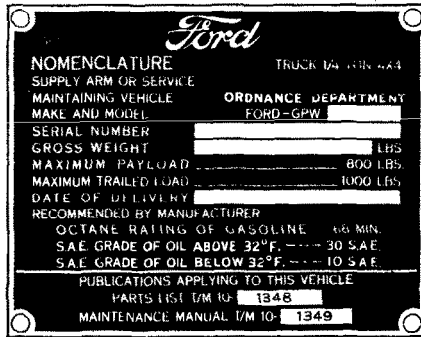 Ford
NOMENCLATURE TRUCK 1/4 TON 4X4
SUPPLY ARM OR SERVICE
MAINTAINING VEHICLE ORDNANCE DEPARTMENT
MAKE AND MODEL FORD-GPW
SERIAL NUMBER
GROSS WEIGHT LBS
MAXIMUM PAYLOAD 800 LBS.
MAXIMUM TRAILED LOAD 1000 LBS
DATE OF DELIVERY
RECOMMENDED BY MANUFACTURER
OCTANE RATING OF GASOLINE MIN.
S.A.E. GRADE OF OIL ABOVE 32°F. ---- 30 S.A.E.
S.A.E. GRADE OF OIL BELOW 32°F. ---- 10 S.A.E.
PUBLICATIONS APPLYING TO THIS VEHICLE
PARTS LIST T/M 10- 1348
MAINTENANCE MANUAL T/M 10- 1349